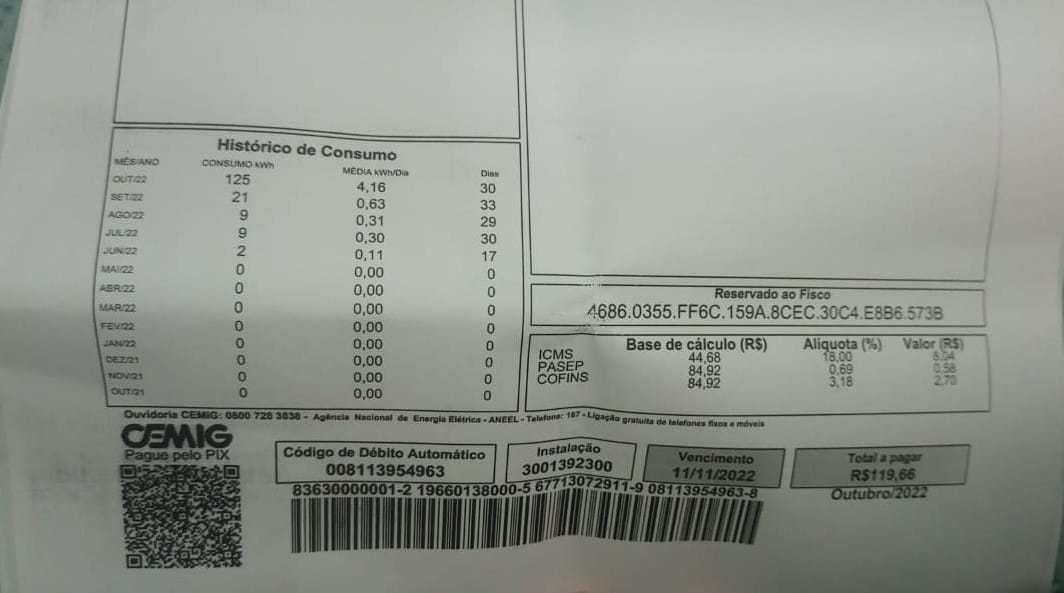 Histórico de Consumo
MÊS/ANO CONSUMO kWh MÉDIA kWh/Dia Dias
OUT/22 125 4,16 30
SET/22 21 0,63 33
AGO/22 9 0,31 29
JUL/22 9 0,30 30
JUN/22 2 0,11 17
MAI/22 0 0,00 0
ABR/22 0 0,00 0
MAR/22 0 0,00 0
FEV/22 0 0,00 0
JAN/22 0 0,00 0
DEZ/21 0 0,00 0
NOV/21 0 0,00 0
OUT/21 0 0,00 0
Reservado ao Fisco
4686.0355.FF6C.159A.8CEC.30C4.E8B6.573B
Base de cálculo (R$) Alíquota (%) Valor (R$)
ICMS 44,68 18,00 8,04
PASEP 84,92 0,69 0,58
COFINS 84,92 3,18 2,70
Ouvidoria CEMIG: 0800 728 3838 - Agência Nacional de Energia Elétrica - ANEEL - Telefone: 167 - Ligação gratuita de telefones fixos e móveis
CEMIG
Pague pelo PIX
Código de Débito Automático
008113954963
Instalação
3001392300
Vencimento
11/11/2022
Total a pagar
R$119,66
Outubro/2022
83630000001-2 19660138000-5 67713072911-9 08113954963-8